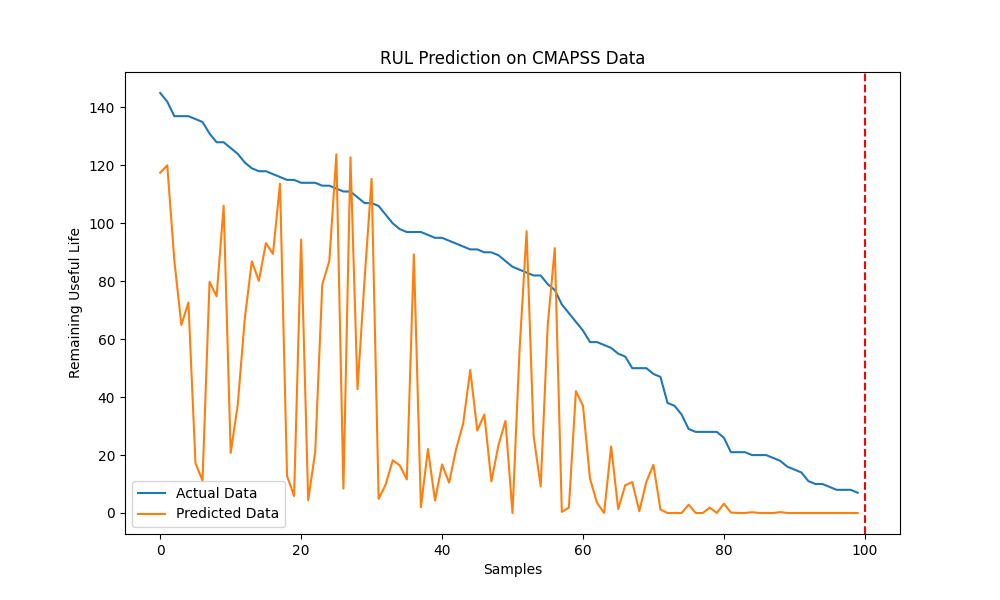 RUL Prediction on CMAPSS Data
Remaining Useful Life
140
120
100
80
60
40
20
0
Actual Data
Predicted Data
0
20
40
60
80
100
Samples